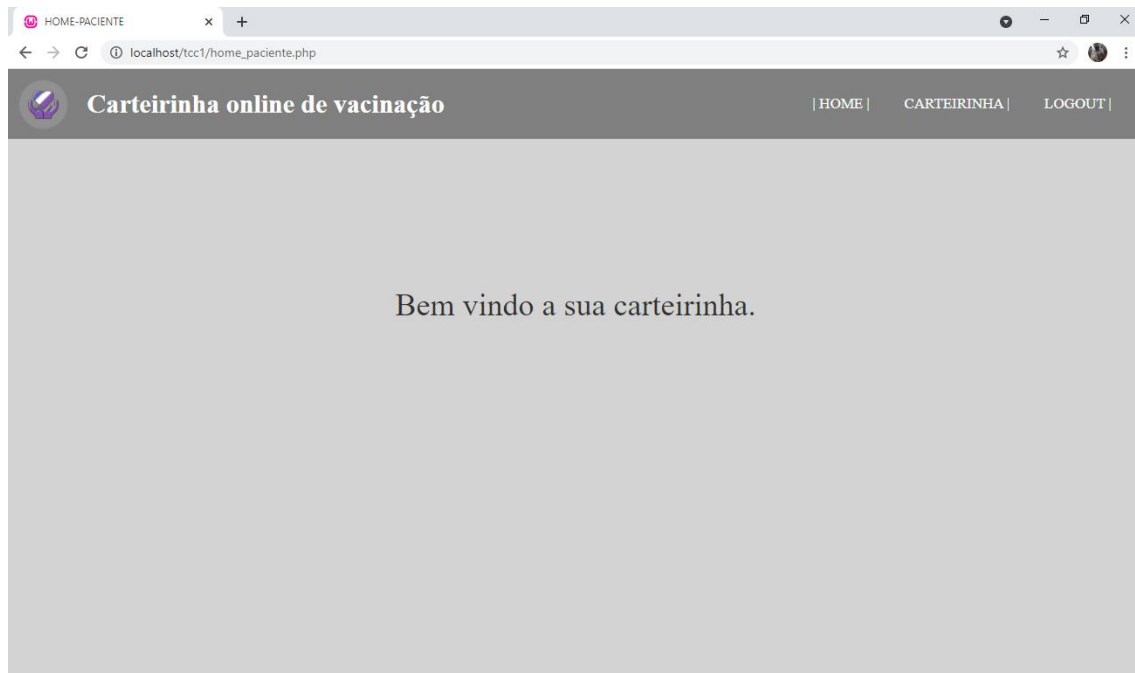 HOME-PACIENTE
localhost/tcc1/home_paciente.php
Carteirinha online de vacinação
| HOME | CARTEIRINHA | LOGOUT |
Bem vindo a sua carteirinha.